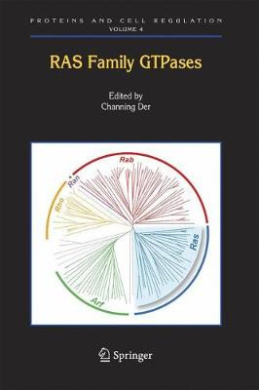 PROTEINS AND CELL REGULATION
VOLUME 4
RAS Family GTPases
Edited by
Channing Der
Rab
Ran
Rho
Ras
Arf
Springer